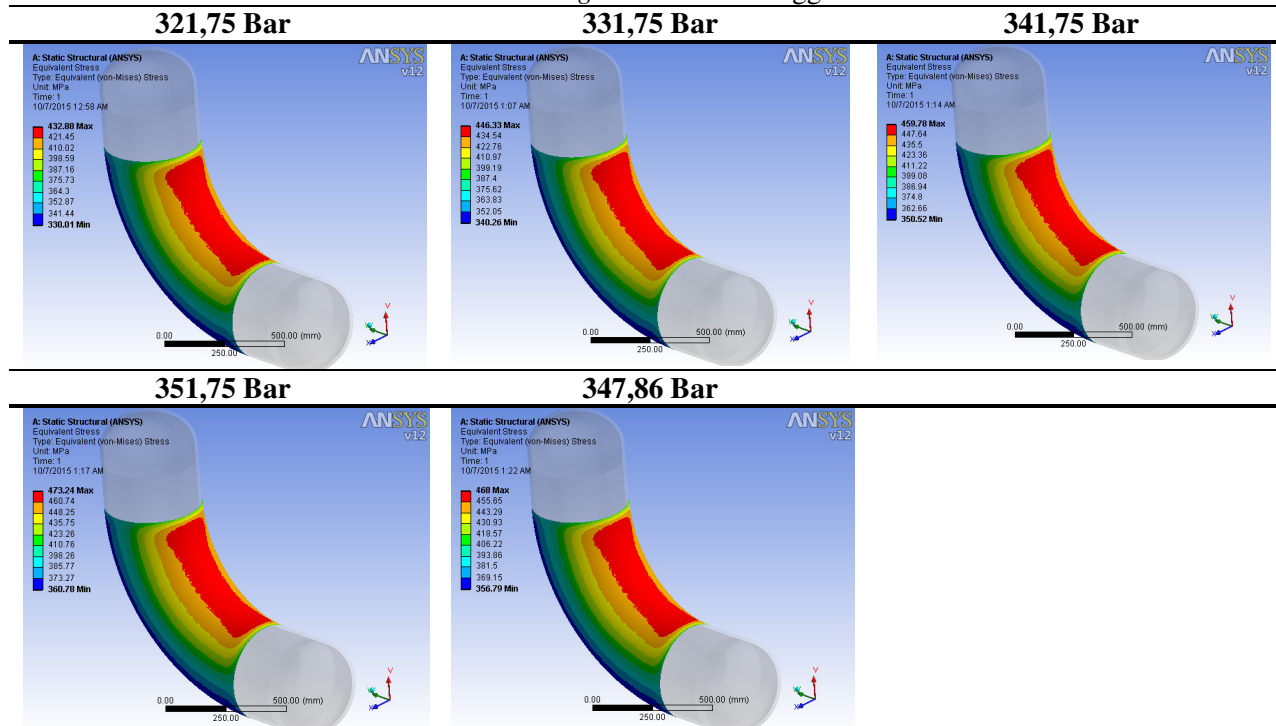 321,75 Bar
331,75 Bar
341,75 Bar
A: Static Structural (ANSYS)
Equivalent Stress
Type: Equivalent (von-Mises) Stress
Unit: MPa
Time: 1
10/7/2015 12:58 AM
432.88 Max
421.45
410.02
398.59
387.16
375.73
364.3
352.87
341.44
330.01 Min
ANSYS
v12
0.00
500.00 (mm)
250.00
Y
X
A: Static Structural (ANSYS)
Equivalent Stress
Type: Equivalent (von-Mises) Stress
Unit: MPa
Time: 1
10/7/2015 1:07 AM
446.33 Max
434.54
422.76
410.97
399.19
387.4
375.62
363.83
352.05
340.26 Min
ANSYS
v12
0.00
500.00 (mm)
250.00
Y
X
A: Static Structural (ANSYS)
Equivalent Stress
Type: Equivalent (von-Mises) Stress
Unit: MPa
Time: 1
10/7/2015 1:14 AM
459.78 Max
447.64
435.5
423.36
411.22
399.08
386.94
374.8
362.66
350.52 Min
ANSYS
v12
0.00
500.00 (mm)
250.00
Y
X
351,75 Bar
347,86 Bar
A: Static Structural (ANSYS)
Equivalent Stress
Type: Equivalent (von-Mises) Stress
Unit: MPa
Time: 1
10/7/2015 1:17 AM
473.24 Max
460.74
448.25
435.75
423.26
410.76
398.26
385.77
373.27
360.78 Min
ANSYS
v12
0.00
500.00 (mm)
250.00
Y
X
A: Static Structural (ANSYS)
Equivalent Stress
Type: Equivalent (von-Mises) Stress
Unit: MPa
Time: 1
10/7/2015 1:22 AM
468 Max
455.65
443.29
430.93
418.57
406.22
393.86
381.5
369.15
356.79 Min
ANSYS
v12
0.00
500.00 (mm)
250.00
Y
X